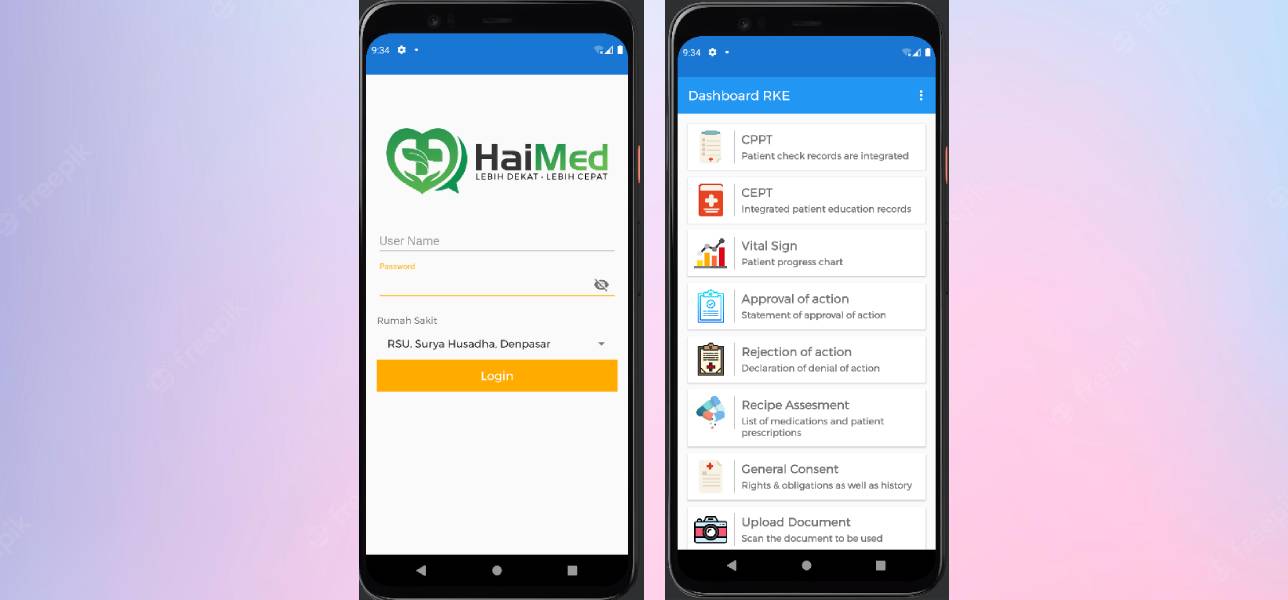 9:34
HaiMed
LEBIH DEKAT • LEBIH CEPAT
User Name
Password
Rumah Sakit
RSU. Surya Husadha, Denpasar
Login
9:34
Dashboard RKE
CPPT
Patient check records are integrated
CEPT
Integrated patient education records
Vital Sign
Patient progress chart
Approval of action
Statement of approval of action
Rejection of action
Declaration of denial of action
Recipe Assesment
List of medications and patient
prescriptions
General Consent
Rights & obligations as well as history
Upload Document
Scan the document to be used
freepik
freepik
freepik